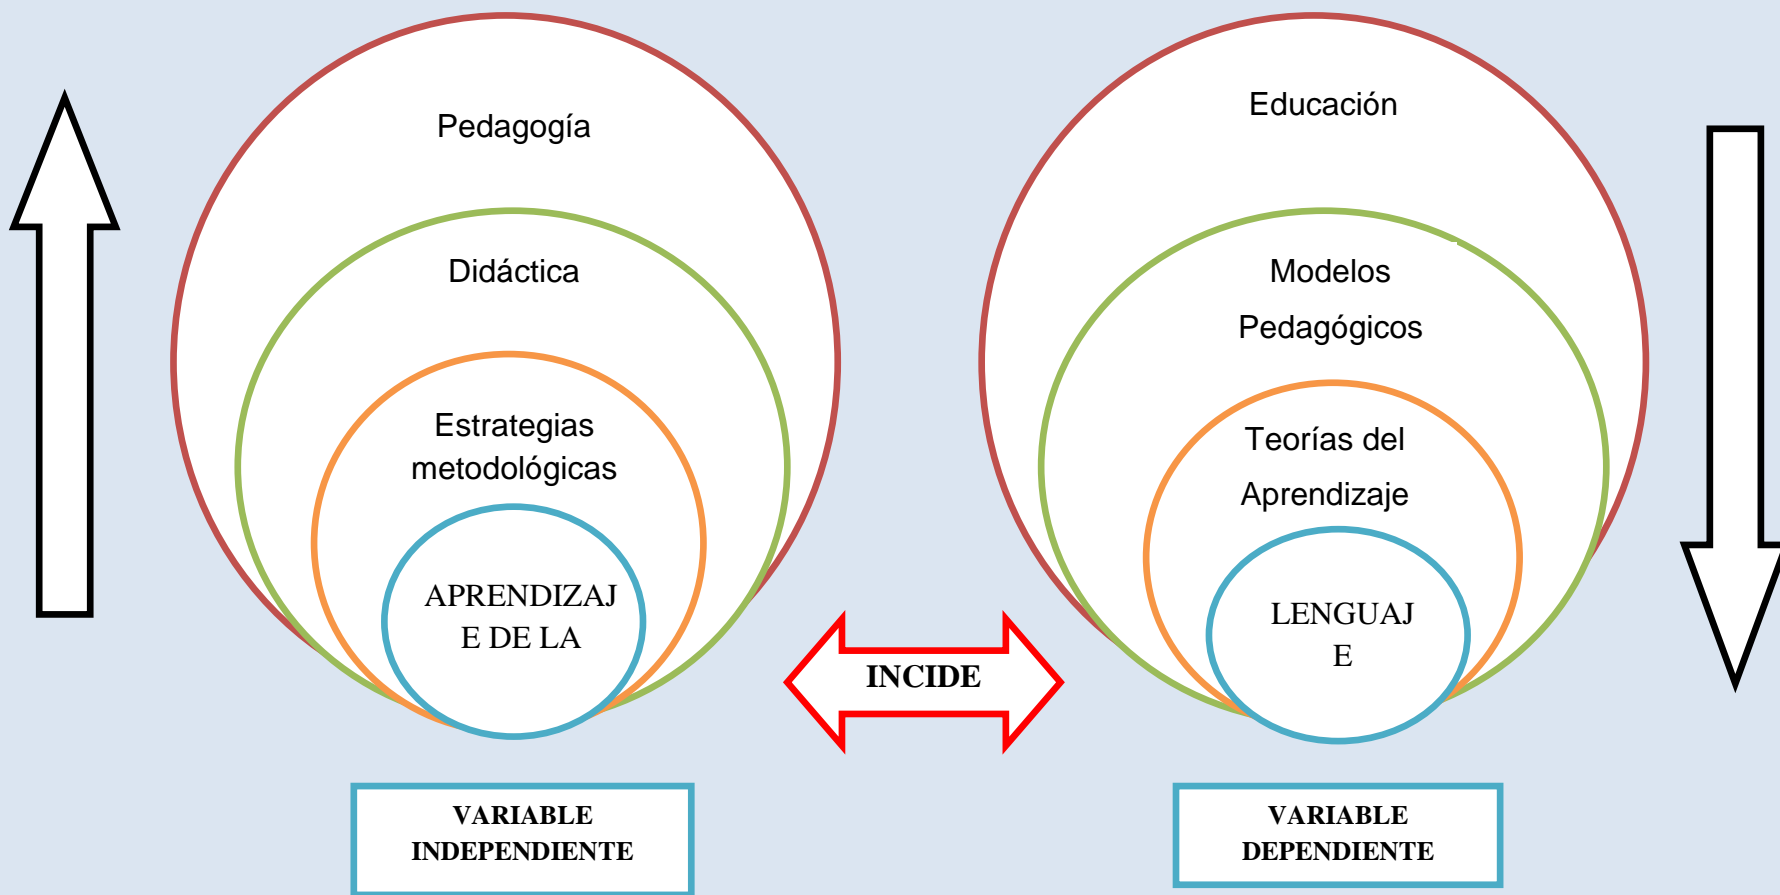 Pedagogía
Didáctica
Estrategias
metodológicas
APRENDIZAJ
E DE LA
VARIABLE
INDEPENDIENTE
INCIDE
Educación
Modelos
Pedagógicos
Teorías del
Aprendizaje
LENGUAJ
E
VARIABLE
DEPENDIENTE